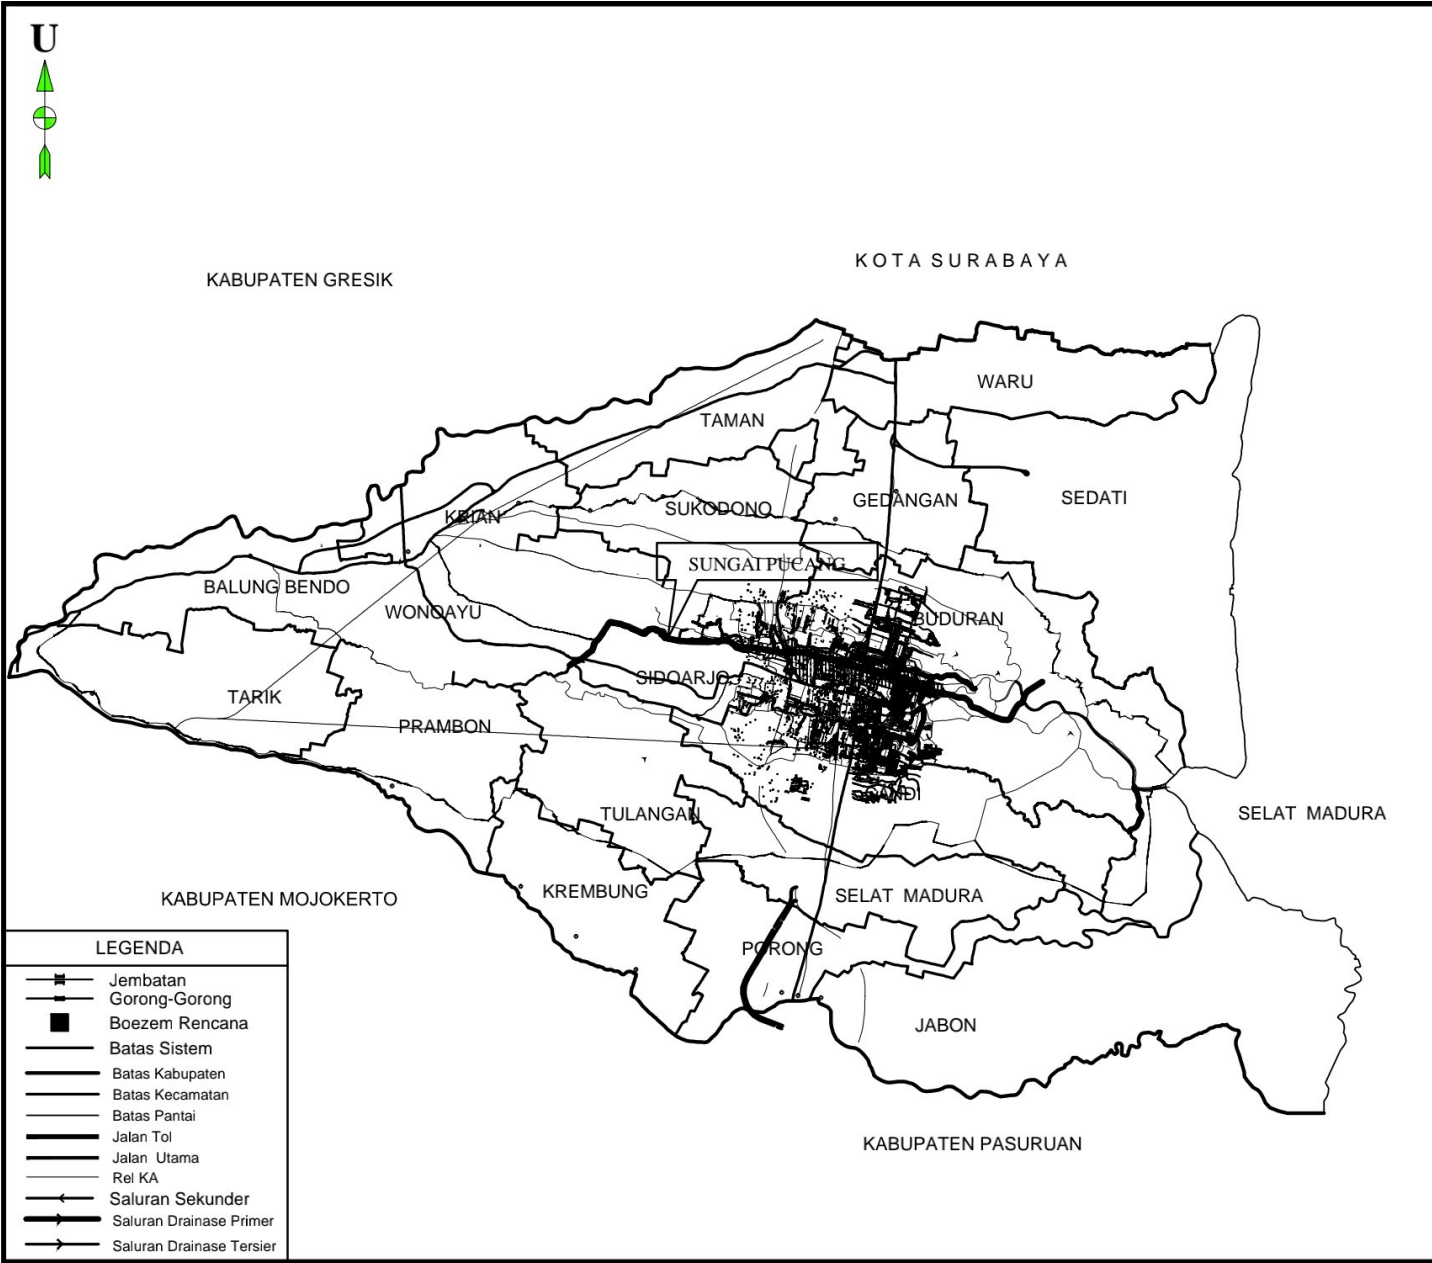 U
KOTA SURABAYA
KABUPATEN GRESIK
WARU
TAMAN
SEDATI
GEDANGAN
SUKODONO
KRIAN
SUNGAI PUCANG
BALUNG BENDO
WONOAYU
BUDURAN
SIDOARJO
TARIK
PRAMBON
CANDI
TULANGAN
SELAT MADURA
KREMBUNG
SELAT MADURA
KABUPATEN MOJOKERTO
PORONG
JABON
KABUPATEN PASURUAN
LEGENDA
Jembatan
Gorong-Gorong
Boezem Rencana
Batas Sistem
Batas Kabupaten
Batas Kecamatan
Batas Pantai
Jalan Tol
Jalan Utama
Rel KA
Saluran Sekunder
Saluran Drainase Primer
Saluran Drainase Tersier